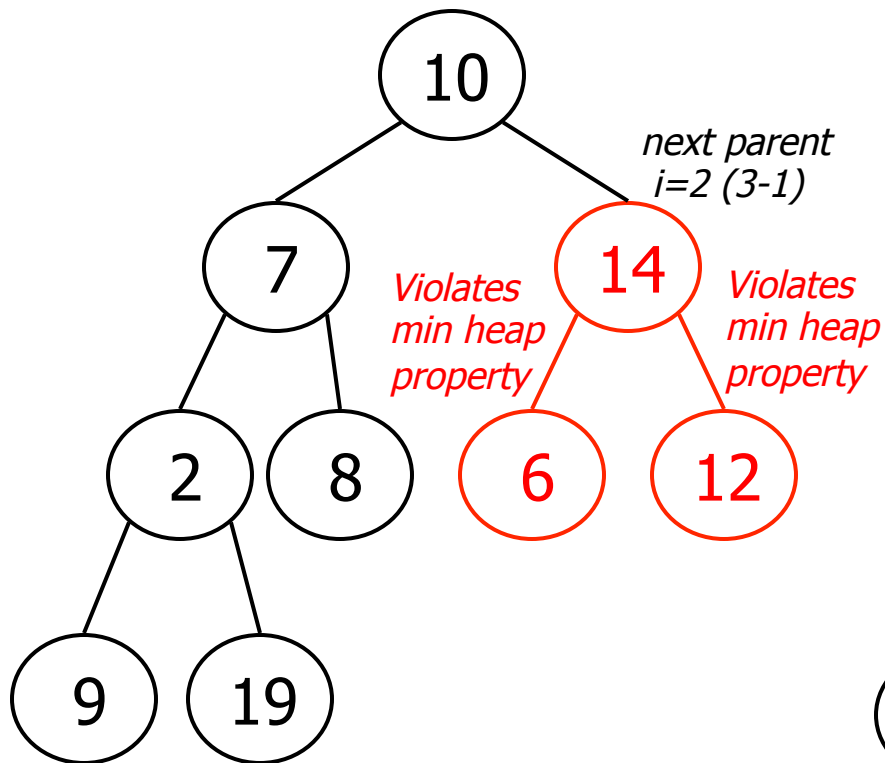 10
next parent
i=2 (3-1)
7
14
Violates
min heap
property
Violates
min heap
property
2
8
6
12
9
19